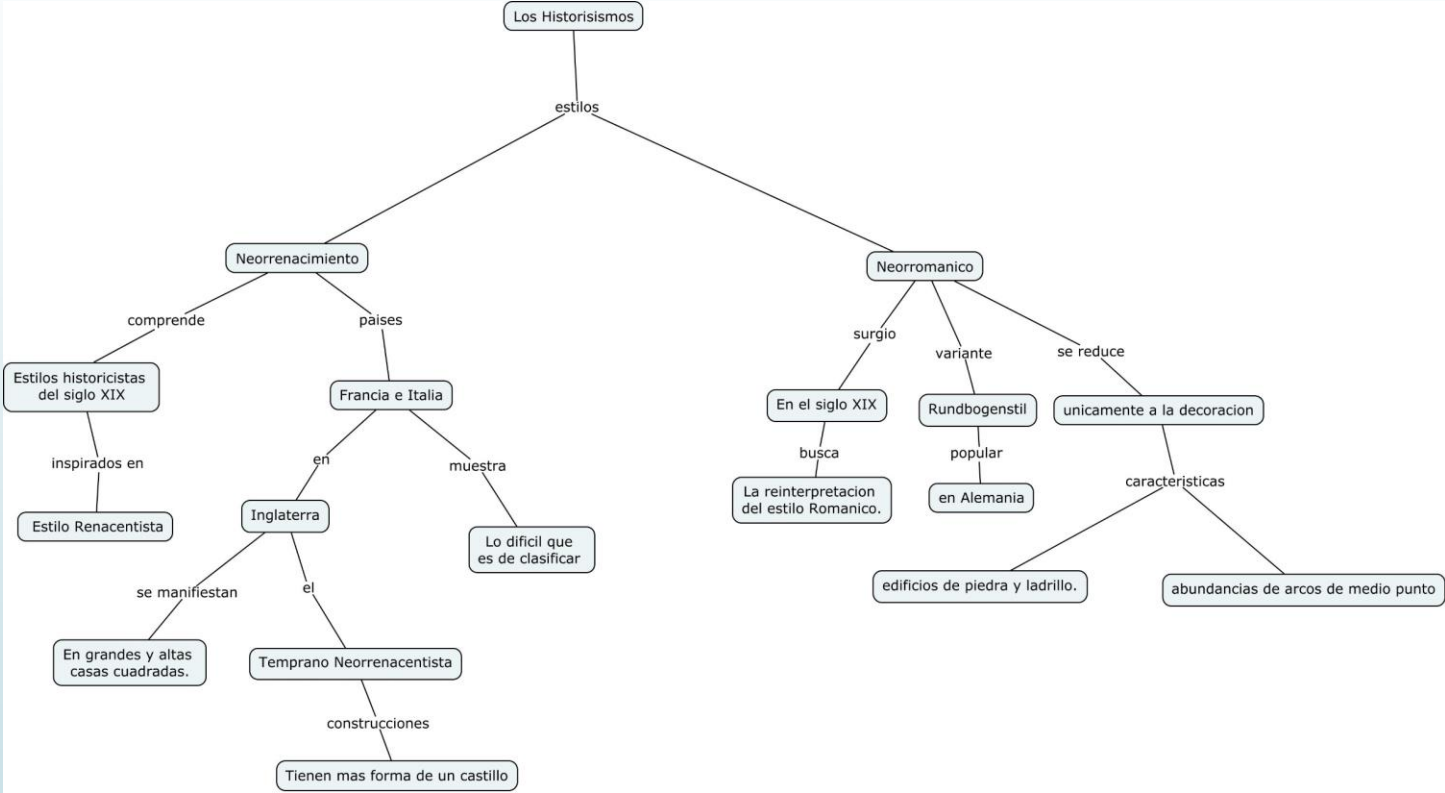 Los Historisismos
estilos
Neorrenacimiento
Neorromanico
comprende
paises
surgio
variante
se reduce
Estilos historicistas
del siglo XIX
Francia e Italia
En el siglo XIX
Rundbogenstil
unicamente a la decoracion
inspirados en
en
muestra
busca
popular
caracteristicas
Estilo Renacentista
Inglaterra
Lo dificil que
es de clasificar
La reinterpretacion
del estilo Romanico.
en Alemania
se manifiestan
el
edificios de piedra y ladrillo.
abundancias de arcos de medio punto
En grandes y altas
casas cuadradas.
Temprano Neorrenacentista
construcciones
Tienen mas forma de un castillo